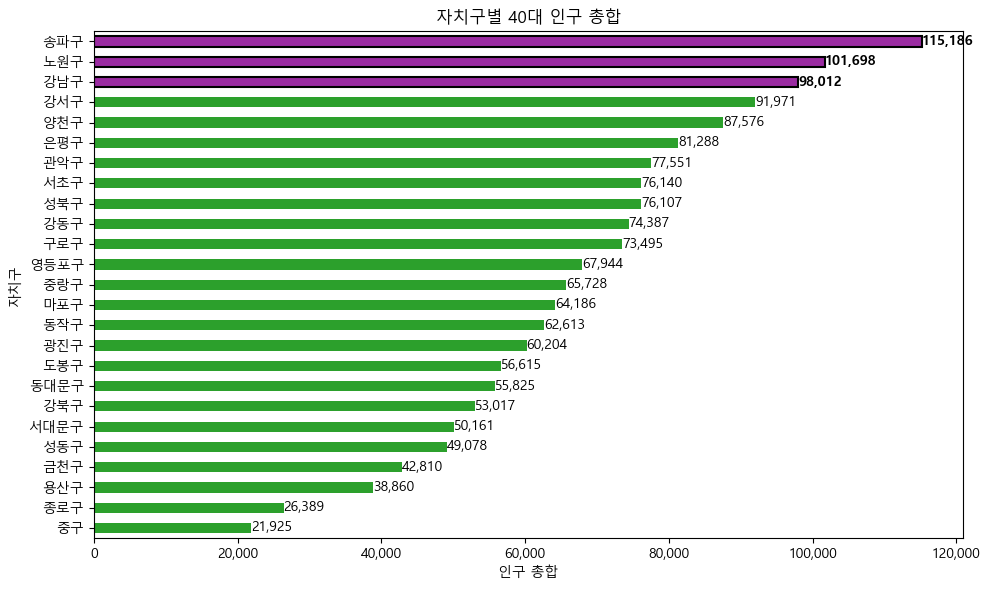 자치구별 40대 인구 총합
송파구 115,186
노원구 101,698
강남구 98,012
강서구 91,971
양천구 87,576
은평구 81,288
관악구 77,551
서초구 76,140
성북구 76,107
강동구 74,387
구로구 73,495
영등포구 67,944
중랑구 65,728
마포구 64,186
동작구 62,613
광진구 60,204
도봉구 56,615
동대문구 55,825
강북구 53,017
서대문구 50,161
성동구 49,078
금천구 42,810
용산구 38,860
종로구 26,389
중구 21,925
자치구
0 20,000 40,000 60,000 80,000 100,000 120,000
인구 총합